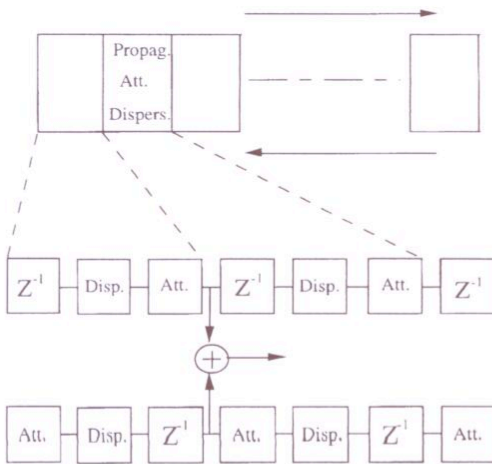 Propag.
Att.
Dispers.
Z⁻¹ Disp. Att. Z⁻¹ Disp. Att. Z⁻¹
+
Att. Disp. Z⁻¹ Att. Disp. Z⁻¹ Att.